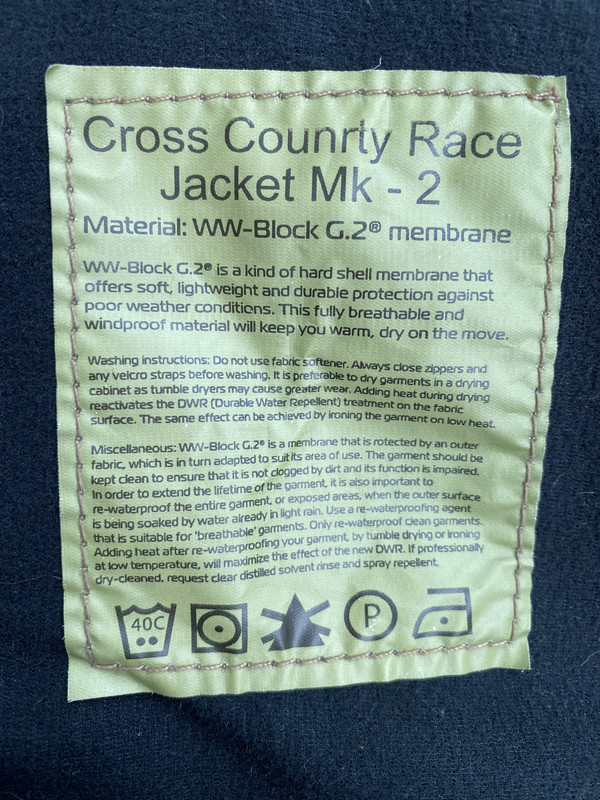 Cross Counrty Race
Jacket Mk - 2
Material: WW-Block G.2® membrane
WW-Block G.2® is a kind of hard shell membrane that
offers soft, lightweight and durable protection against
poor weather conditions. This fully breathable and
windproof material will keep you warm, dry on the move.
Washing instructions: Do not use fabric softener. Always close zippers and
any velcro straps before washing. It is preferable to dry garments in a drying
cabinet as tumble dryers may cause greater wear. Adding heat during drying
reactivates the DWR (Durable Water Repellent) treatment on the fabric
surface. The same effect can be achieved by ironing the garment on low heat.
Miscellaneous: WW-Block G.2® is a membrane that is rotected by an outer
fabric, which is in turn adapted to suit its area of use. The garment should be
kept clean to ensure that it is not clogged by dirt and its function is impaired.
In order to extend the lifetime of the garment, it is also important to
re-waterproof the entire garment, or exposed areas, when the outer surface
is being soaked by water already in light rain. Use a re-waterproofing agent
that is suitable for 'breathable' garments. Only re-waterproof clean garments.
Adding heat after re-waterproofing your garment, by tumble drying or ironing
at low temperature, will maximize the effect of the new DWR. If professionally
dry-cleaned, request clear distilled solvent rinse and spray repellent.
40C P